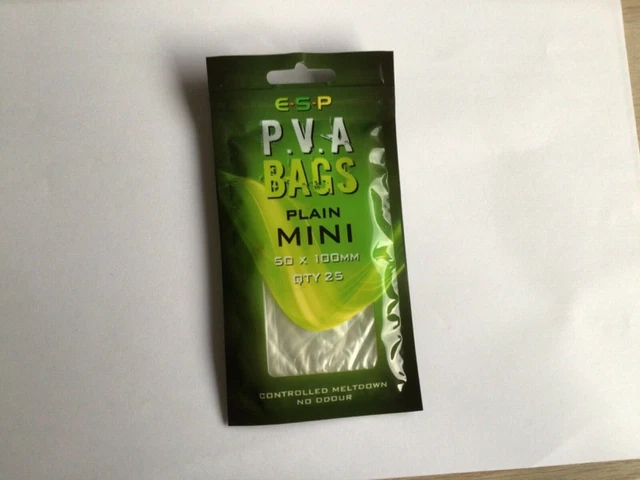 E·S·P
P.V.A
BAGS
PLAIN
MINI
50 X 100MM
QTY 25
CONTROLLED MELTDOWN
NO ODOUR